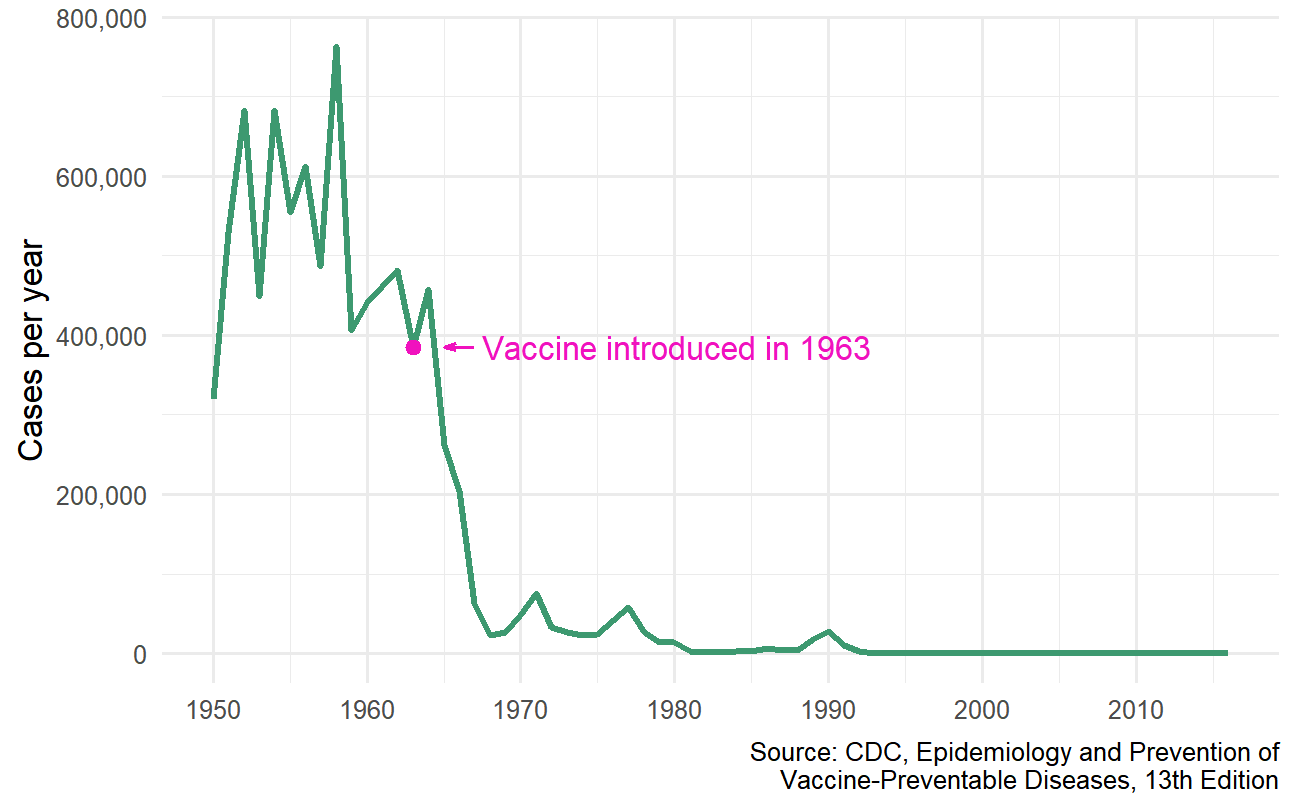 800,000
600,000
400,000
200,000
0
Cases per year
Vaccine introduced in 1963
1950 1960 1970 1980 1990 2000 2010
Source: CDC, Epidemiology and Prevention of
Vaccine-Preventable Diseases, 13th Edition